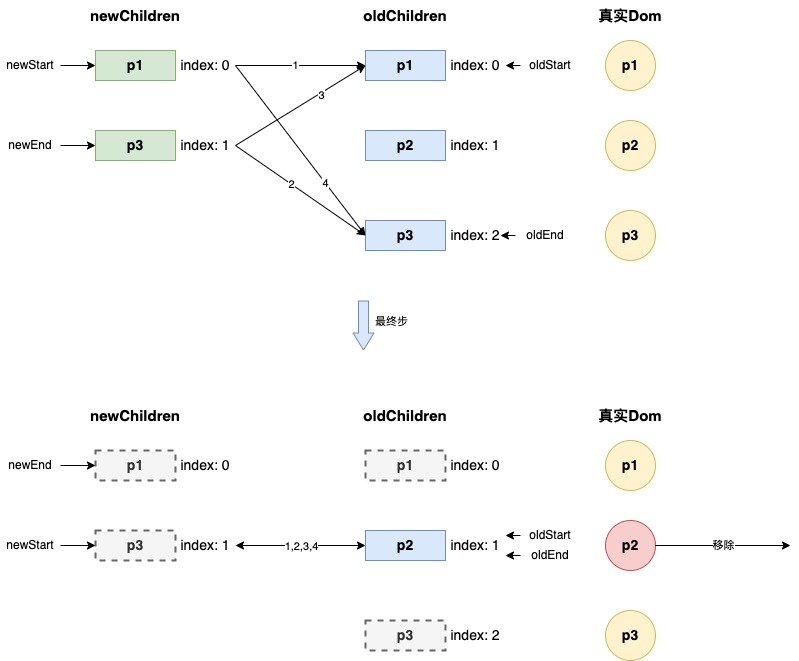 newChildren oldChildren 真实Dom
newStart p1 index: 0 1 p1 index: 0 oldStart p1
3
newEnd p3 index: 1 p2 index: 1 p2
2 4
p3 index: 2 oldEnd p3
最终步
newChildren oldChildren 真实Dom
newEnd p1 index: 0 p1 index: 0 p1
oldStart
newStart p3 index: 1 1,2,3,4 p2 index: 1 p2 移除
oldEnd
p3 index: 2 p3